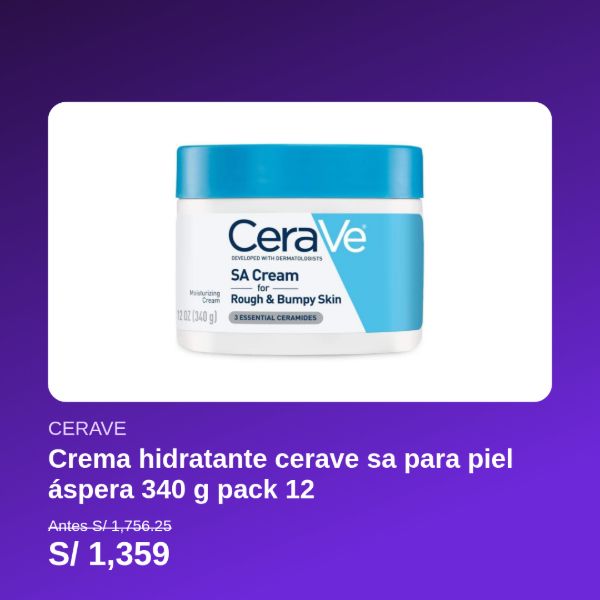 CeraVe®
DEVELOPED WITH DERMATOLOGISTS
SA Cream
for
Rough & Bumpy Skin
Moisturizing
Cream
12 OZ (340 g)
3 ESSENTIAL CERAMIDES
CERAVE
Crema hidratante cerave sa para piel
áspera 340 g pack 12
Antes S/ 1,756.25
S/ 1,359